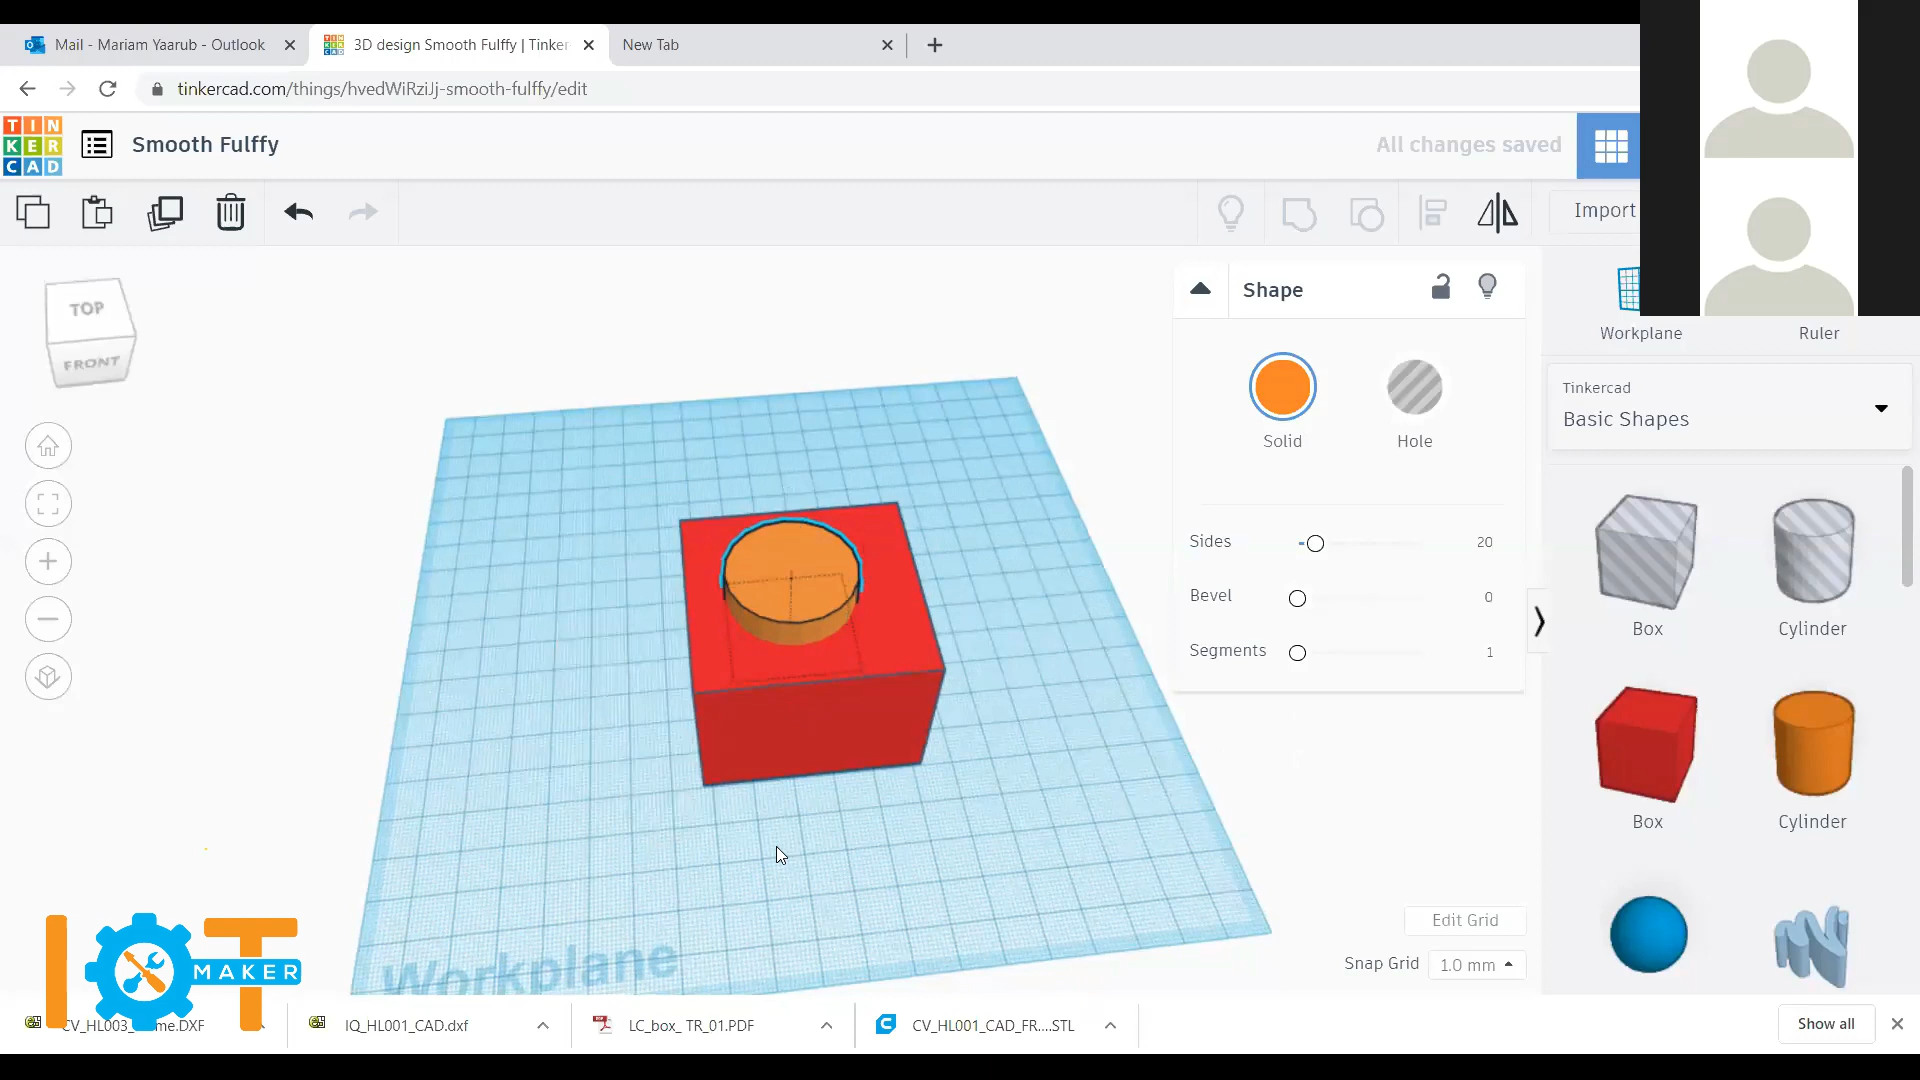 Mail - Mariam Yaarub - Outlook
3D design Smooth Fulffy | Tinker
New Tab
tinkercad.com/things/hvedWiRziJj-smooth-fulffy/edit
TIN
KER
CAD
Smooth Fulffy
All changes saved
Import
TOP
FRONT
Shape
Solid
Hole
Sides
20
Bevel
0
Segments
1
Workplane
Ruler
Tinkercad
Basic Shapes
Box
Cylinder
Box
Cylinder
Workplane
Edit Grid
Snap Grid
1.0 mm
IOT
MAKER
IQ_HL001_CAD.dxf
LC_box_ TR_01.PDF
CV_HL001_CAD_FR....STL
Show all